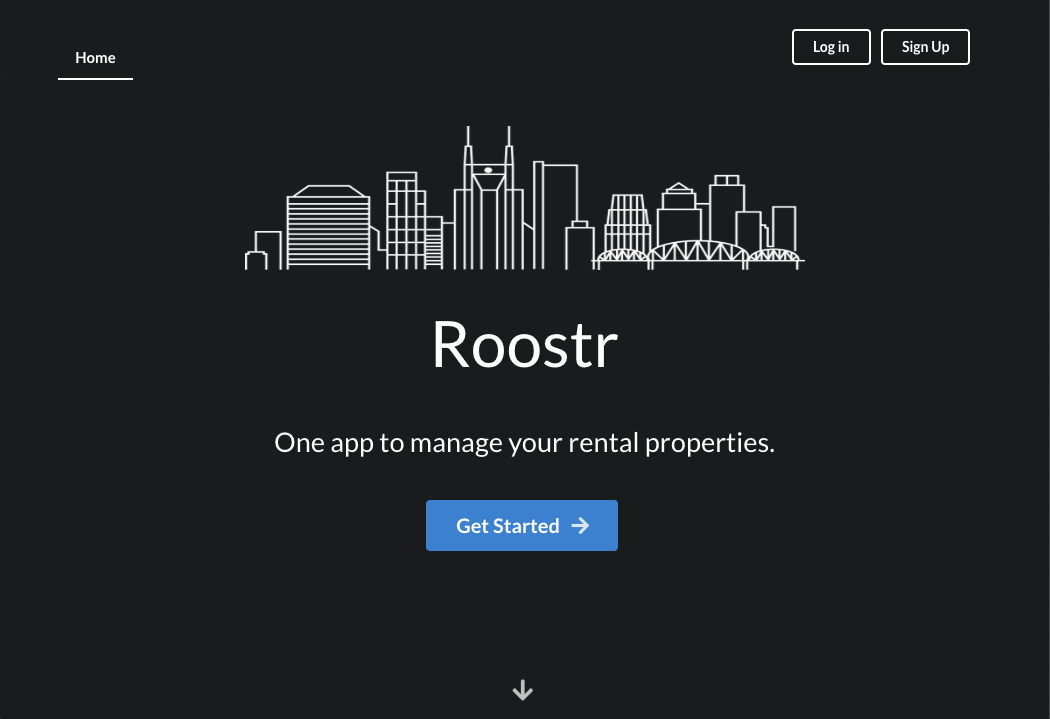 Home
Log in
Sign Up
Roostr
One app to manage your rental properties.
Get Started